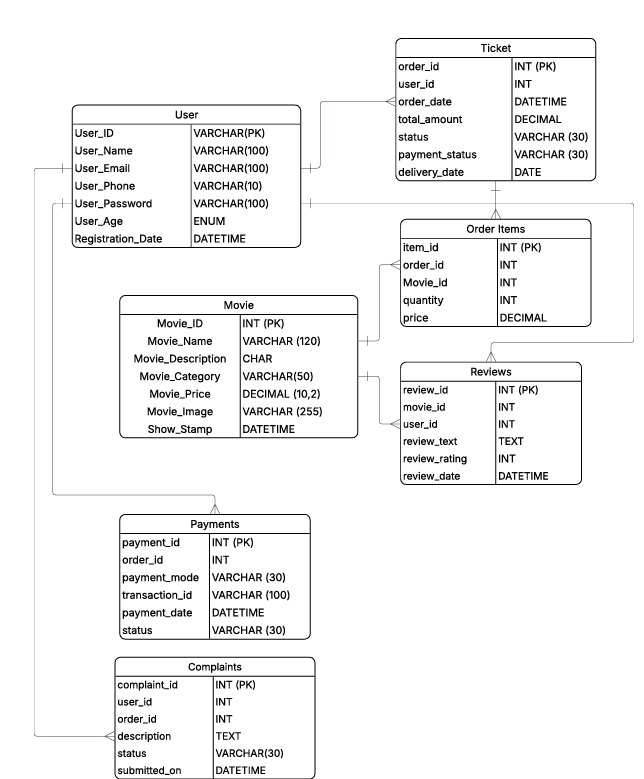 Ticket
order_id INT (PK)
user_id INT
order_date DATETIME
total_amount DECIMAL
status VARCHAR (30)
payment_status VARCHAR (30)
delivery_date DATE
User
User_ID VARCHAR(PK)
User_Name VARCHAR(100)
User_Email VARCHAR(100)
User_Phone VARCHAR(10)
User_Password VARCHAR(100)
User_Age ENUM
Registration_Date DATETIME
Order Items
item_id INT (PK)
order_id INT
Movie_id INT
quantity INT
price DECIMAL
Movie
Movie_ID INT (PK)
Movie_Name VARCHAR (120)
Movie_Description CHAR
Movie_Category VARCHAR(50)
Movie_Price DECIMAL (10,2)
Movie_Image VARCHAR (255)
Show_Stamp DATETIME
Reviews
review_id INT (PK)
movie_id INT
user_id INT
review_text TEXT
review_rating INT
review_date DATETIME
Payments
payment_id INT (PK)
order_id INT
payment_mode VARCHAR (30)
transaction_id VARCHAR (100)
payment_date DATETIME
status VARCHAR (30)
Complaints
complaint_id INT (PK)
user_id INT
order_id INT
description TEXT
status VARCHAR(30)
submitted_on DATETIME